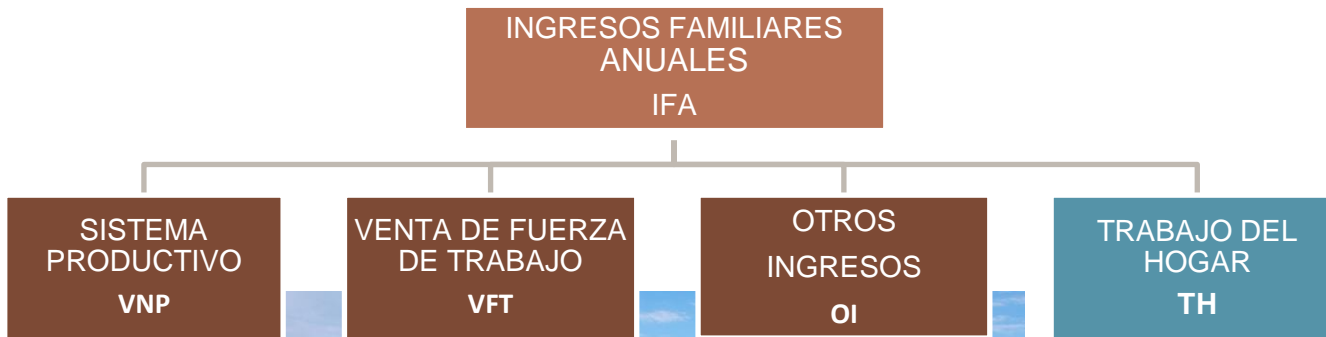 INGRESOS FAMILIARES
ANUALES
IFA
SISTEMA
PRODUCTIVO
VNP
VENTA DE FUERZA
DE TRABAJO
VFT
OTROS
INGRESOS
OI
TRABAJO DEL
HOGAR
TH